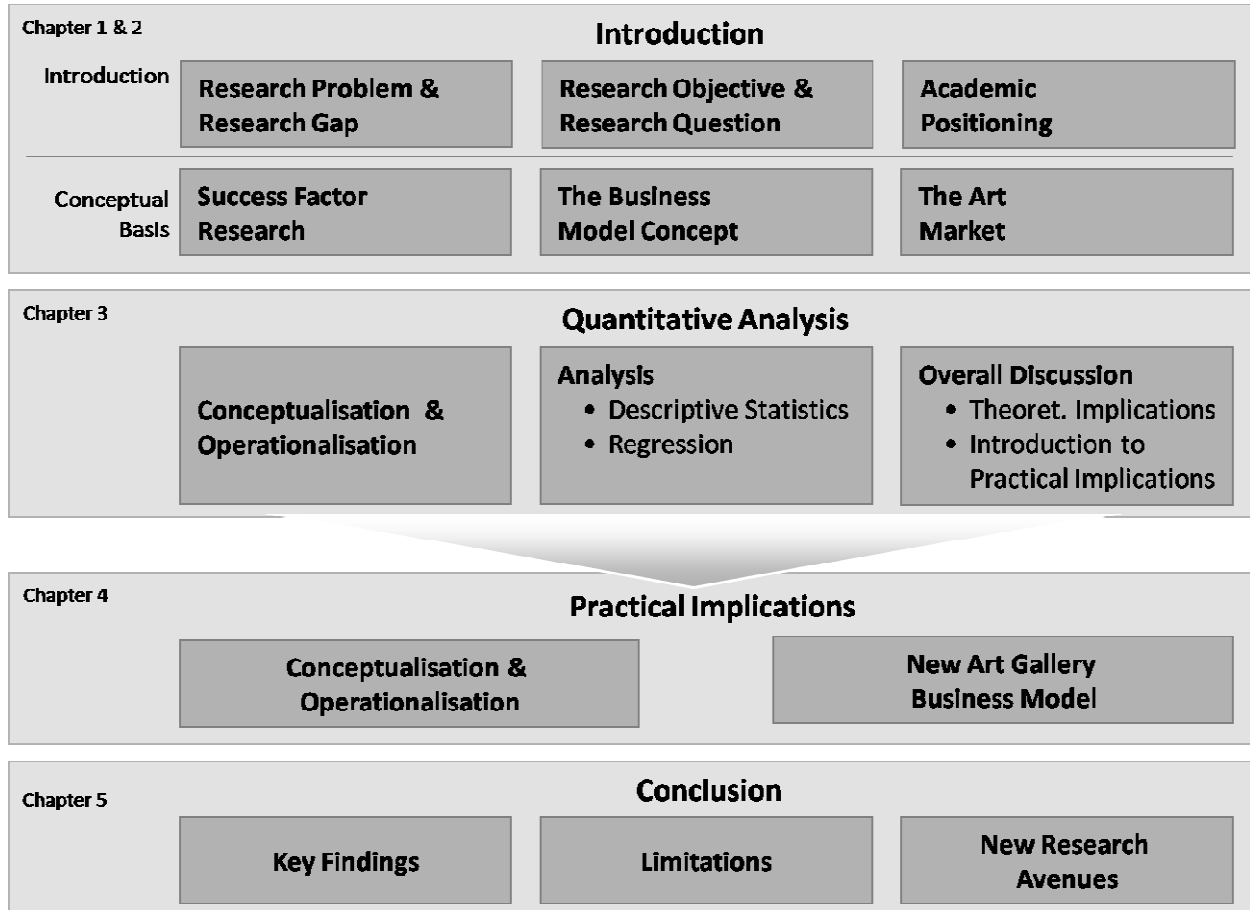 Chapter 1 & 2
Introduction
Introduction
Research Problem &
Research Gap
Research Objective &
Research Question
Academic
Positioning
Conceptual
Basis
Success Factor
Research
The Business
Model Concept
The Art
Market
Chapter 3
Quantitative Analysis
Conceptualisation &
Operationalisation
Analysis
• Descriptive Statistics
• Regression
Overall Discussion
• Theoret. Implications
• Introduction to
Practical Implications
Chapter 4
Practical Implications
Conceptualisation &
Operationalisation
New Art Gallery
Business Model
Chapter 5
Conclusion
Key Findings
Limitations
New Research
Avenues